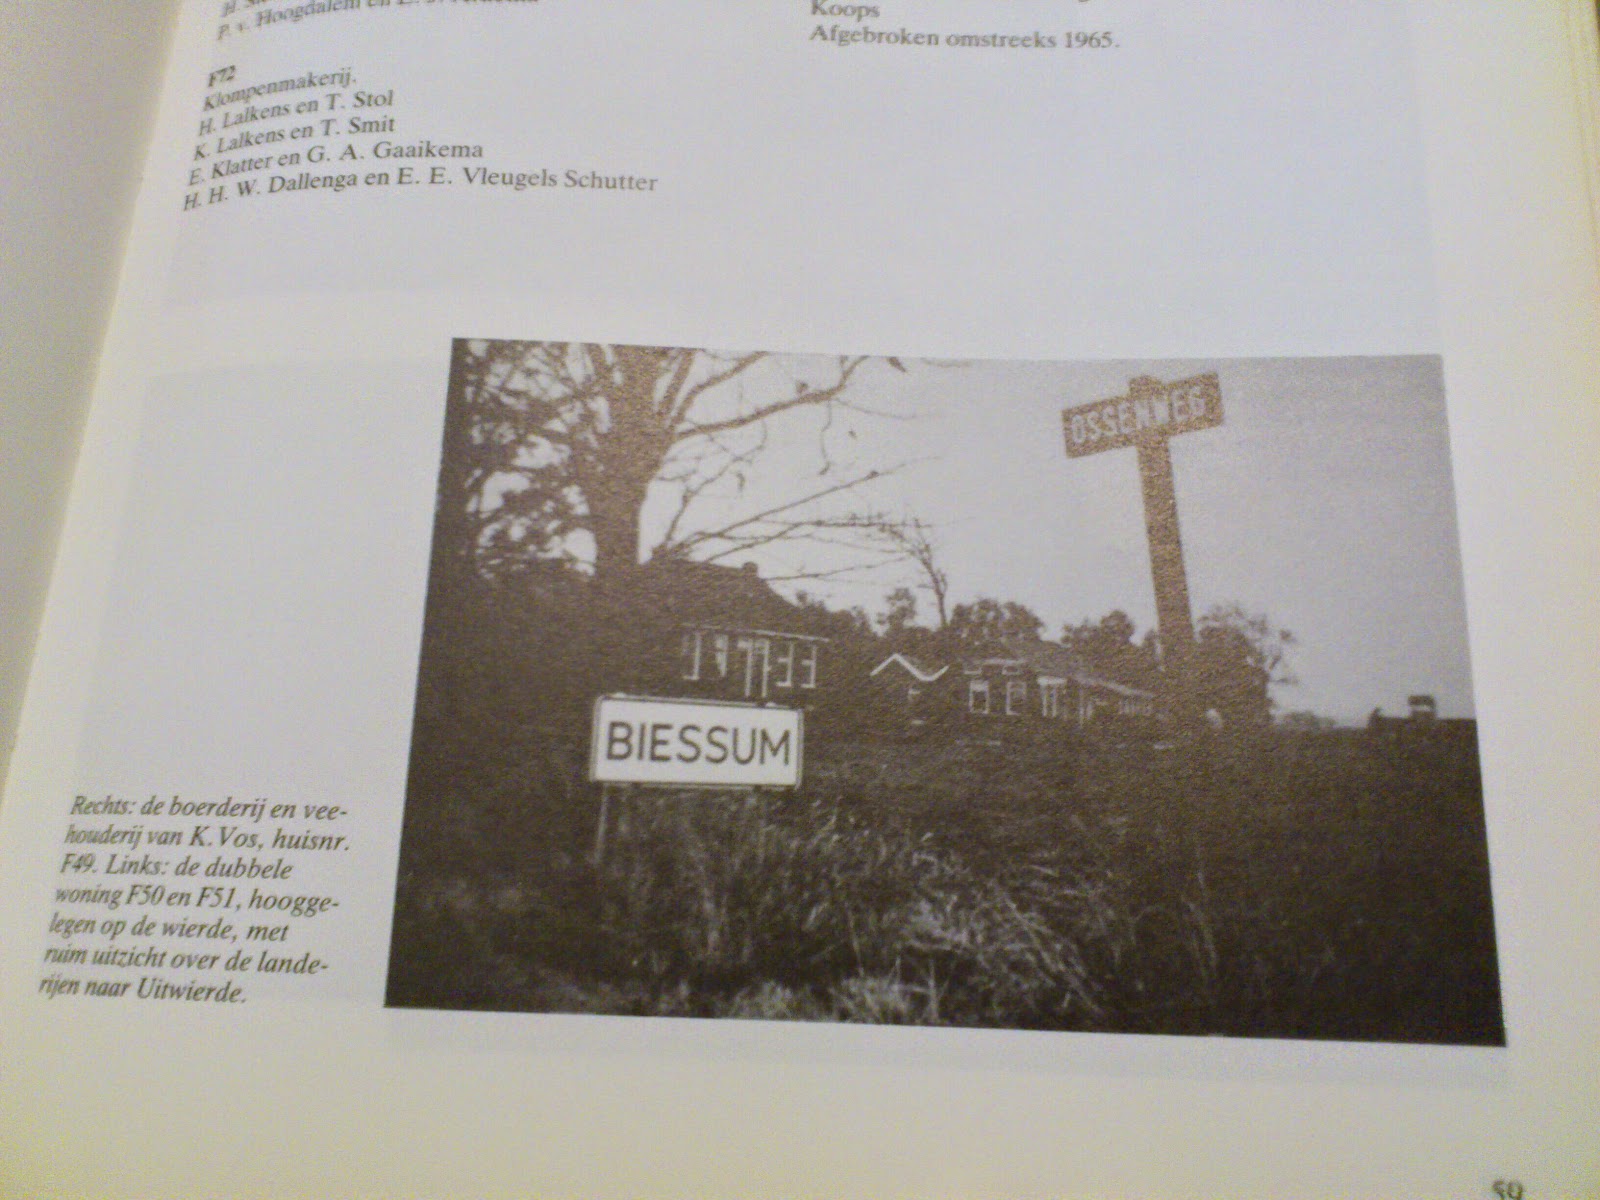 P. v. Hoogdalem en
F72
Klompenmakerij.
H. Lalkens en T. Stol
K. Lalkens en T. Smit
E. Klatter en G. A. Gaaikema
H. H. W. Dallenga en E. E. Vleugels Schutter
Koops
Afgebroken omstreeks 1965.
OSSENWEG
BIESSUM
Rechts: de boerderij en vee-
houderij van K. Vos, huisnr.
F49. Links: de dubbele
woning F50 en F51, hoogge-
legen op de wierde, met
ruim uitzicht over de lande-
rijen naar Uitwierde.